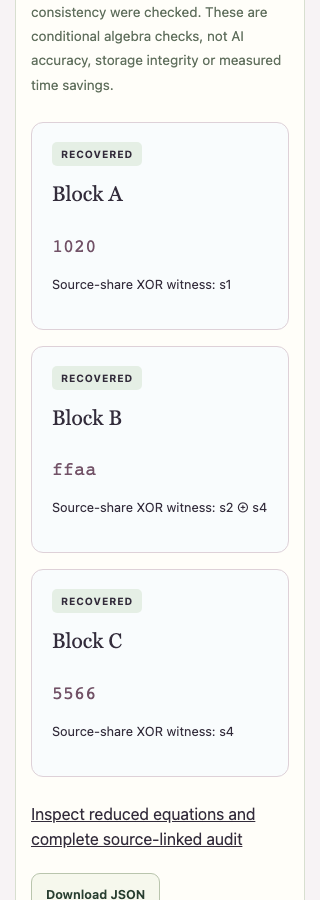 consistency were checked. These are
conditional algebra checks, not AI
accuracy, storage integrity or measured
time savings.
RECOVERED
Block A
1020
Source-share XOR witness: s1
RECOVERED
Block B
ffaa
Source-share XOR witness: s2 ⊕ s4
RECOVERED
Block C
5566
Source-share XOR witness: s4
Inspect reduced equations and
complete source-linked audit
Download JSON